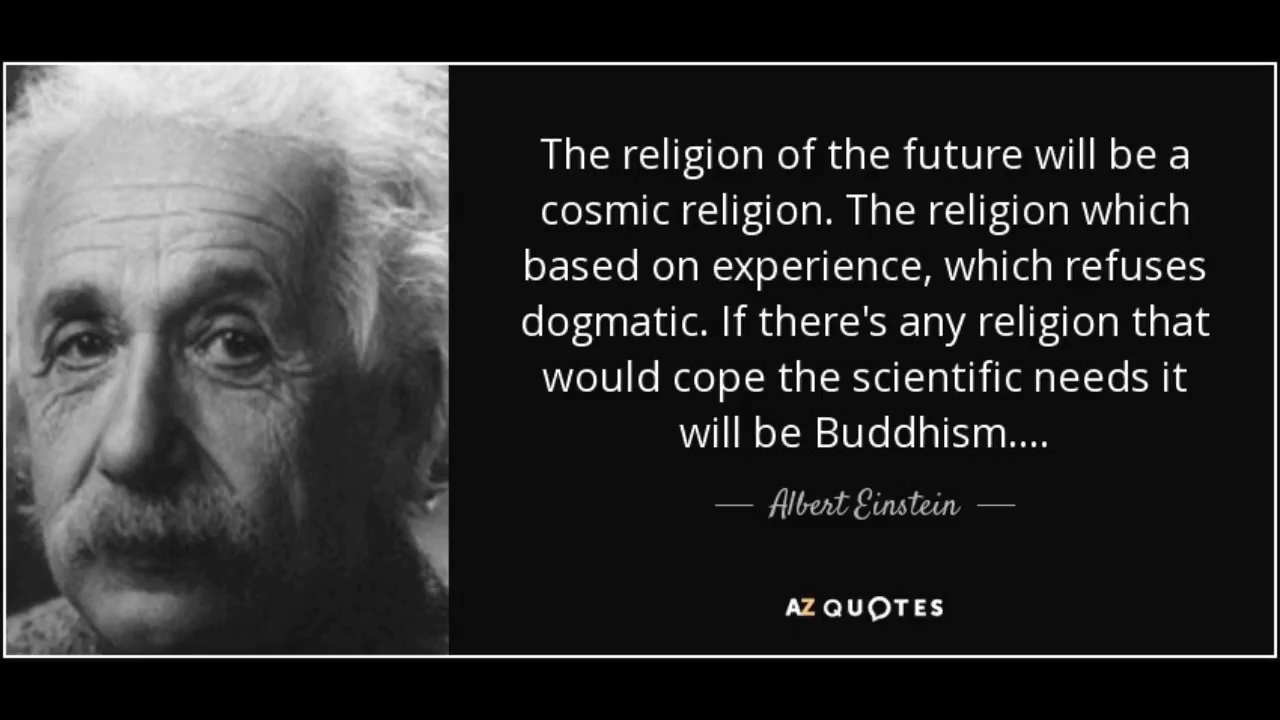 The religion of the future will be a
cosmic religion. The religion which
based on experience, which refuses
dogmatic. If there's any religion that
would cope the scientific needs it
will be Buddhism....
— Albert Einstein —
AZ QUOTES